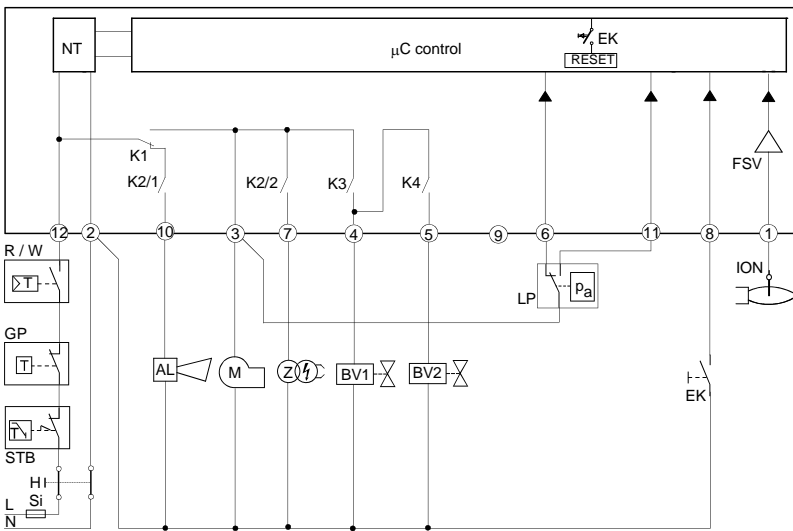 NT
µC control
EK
RESET
K1
K2/1
K2/2
K3
K4
FSV
12
2
10
3
7
4
5
9
6
11
8
1
R / W
T
ION
LP
pa
GP
T
AL
M
Z
BV1
BV2
EK
T
STB
H
Si
L
N